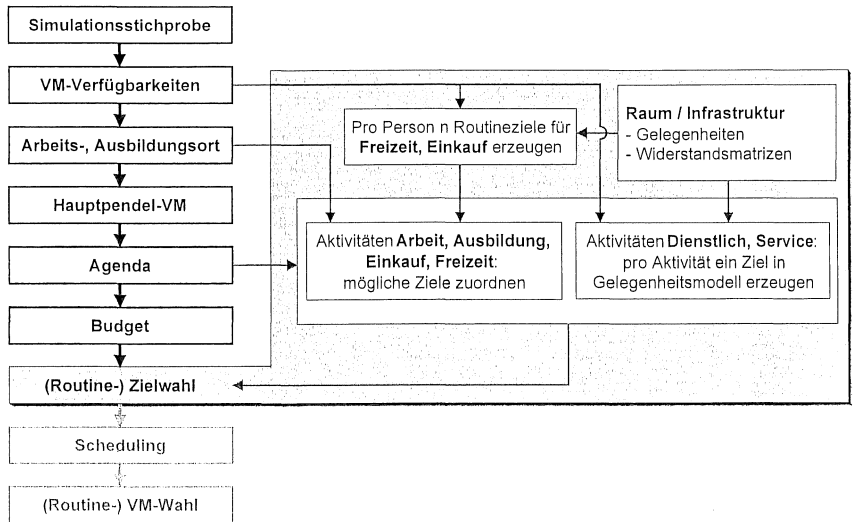 Simulationsstichprobe
VM-Verfügbarkeiten
Arbeits-, Ausbildungsort
Hauptpendel-VM
Agenda
Budget
(Routine-) Zielwahl
Scheduling
(Routine-) VM-Wahl
Pro Person n Routineziele für
Freizeit, Einkauf erzeugen
Raum / Infrastruktur
- Gelegenheiten
- Widerstandsmatrizen
Aktivitäten Arbeit, Ausbildung,
Einkauf, Freizeit:
mögliche Ziele zuordnen
Aktivitäten Dienstlich, Service:
pro Aktivität ein Ziel in
Gelegenheitsmodell erzeugen